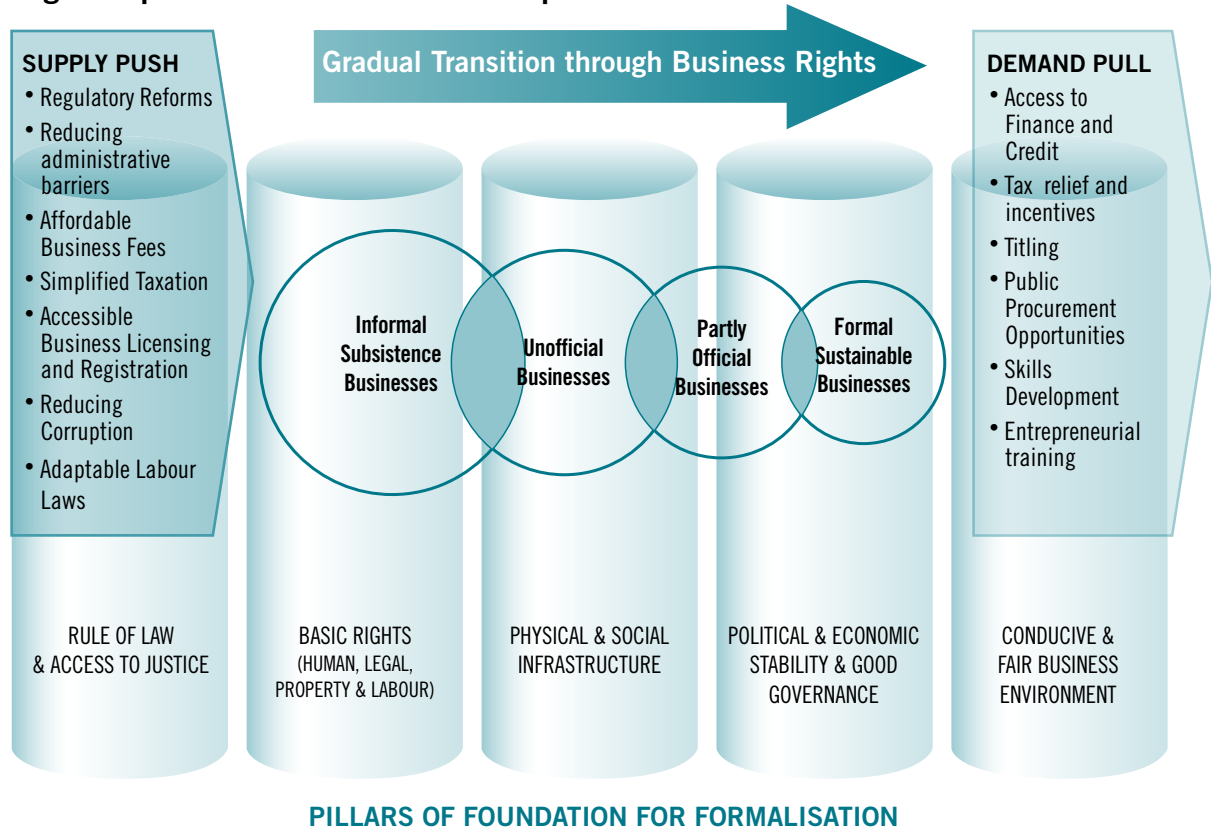 SUPPLY PUSH
• Regulatory Reforms
• Reducing
administrative
barriers
• Affordable
Business Fees
• Simplified Taxation
• Accessible
Business Licensing
and Registration
• Reducing
Corruption
• Adaptable Labour
Laws
Gradual Transition through Business Rights
DEMAND PULL
• Access to
Finance and
Credit
• Tax relief and
incentives
• Titling
• Public
Procurement
Opportunities
• Skills
Development
• Entrepreneurial
training
Informal
Subsistence
Businesses
Unofficial
Businesses
Partly
Official
Businesses
Formal
Sustainable
Businesses
RULE OF LAW
& ACCESS TO JUSTICE
BASIC RIGHTS
(HUMAN, LEGAL,
PROPERTY & LABOUR)
PHYSICAL & SOCIAL
INFRASTRUCTURE
POLITICAL & ECONOMIC
STABILITY & GOOD
GOVERNANCE
CONDUCIVE &
FAIR BUSINESS
ENVIRONMENT
PILLARS OF FOUNDATION FOR FORMALISATION